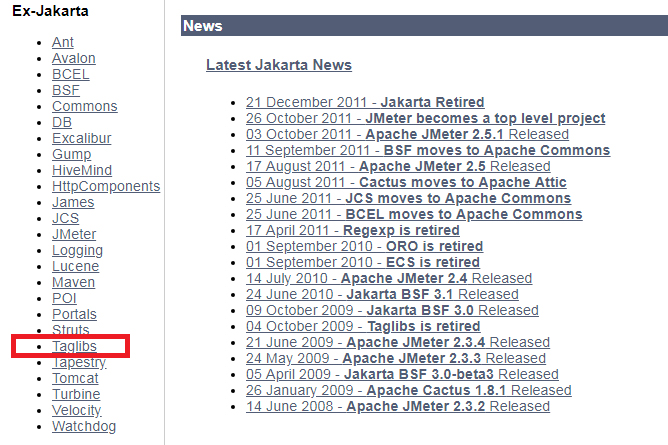 Ex-Jakarta
Ant
Avalon
BCEL
BSF
Commons
DB
Excalibur
Gump
HiveMind
HttpComponents
James
JCS
JMeter
Logging
Lucene
Maven
POI
Portals
Struts
Taglibs
Tapestry
Tomcat
Turbine
Velocity
Watchdog
News
Latest Jakarta News
21 December 2011 - Jakarta Retired
26 October 2011 - JMeter becomes a top level project
03 October 2011 - Apache JMeter 2.5.1 Released
11 September 2011 - BSF moves to Apache Commons
17 August 2011 - Apache JMeter 2.5 Released
05 August 2011 - Cactus moves to Apache Attic
25 June 2011 - JCS moves to Apache Commons
25 June 2011 - BCEL moves to Apache Commons
17 April 2011 - Regexp is retired
01 September 2010 - ORO is retired
01 September 2010 - ECS is retired
14 July 2010 - Apache JMeter 2.4 Released
24 June 2010 - Jakarta BSF 3.1 Released
09 October 2009 - Jakarta BSF 3.0 Released
04 October 2009 - Taglibs is retired
21 June 2009 - Apache JMeter 2.3.4 Released
24 May 2009 - Apache JMeter 2.3.3 Released
05 April 2009 - Jakarta BSF 3.0-beta3 Released
26 January 2009 - Apache Cactus 1.8.1 Released
14 June 2008 - Apache JMeter 2.3.2 Released